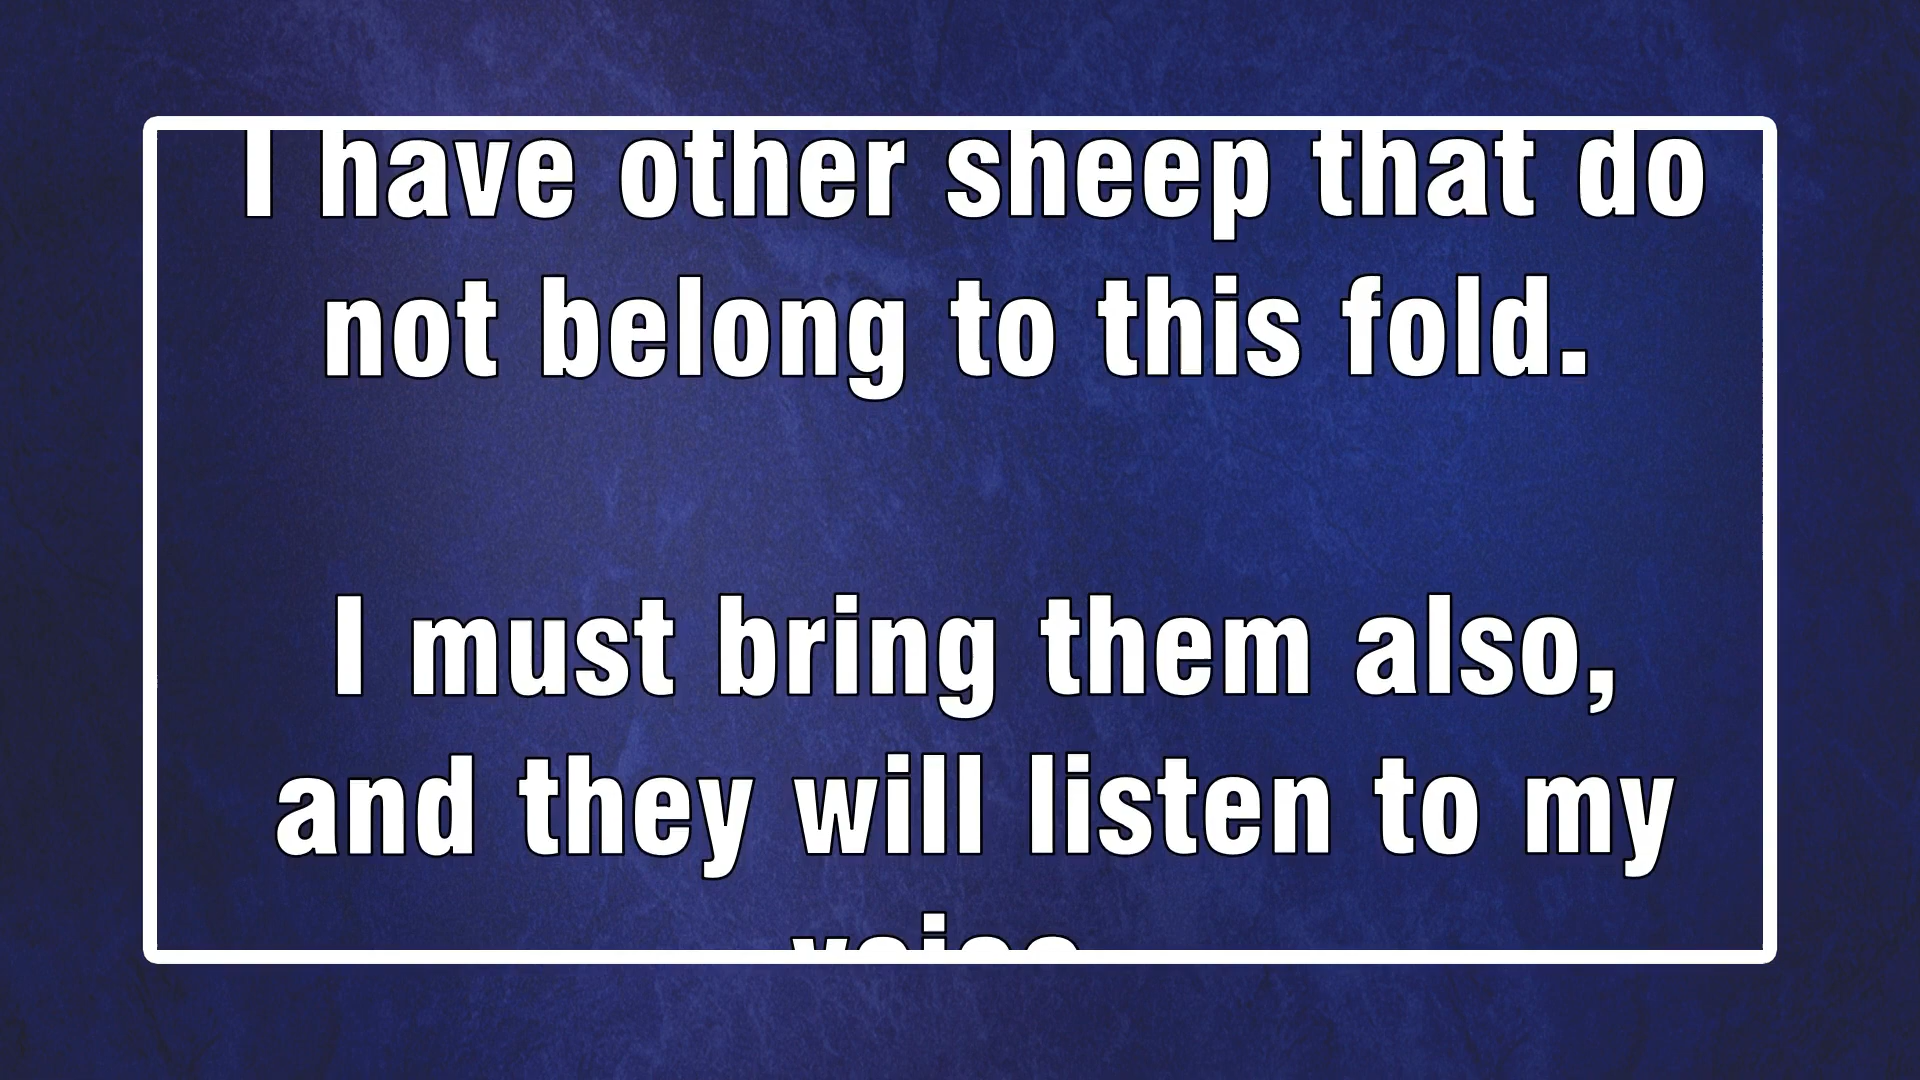 I have other sheep that do
not belong to this fold.
I must bring them also,
and they will listen to my
voice